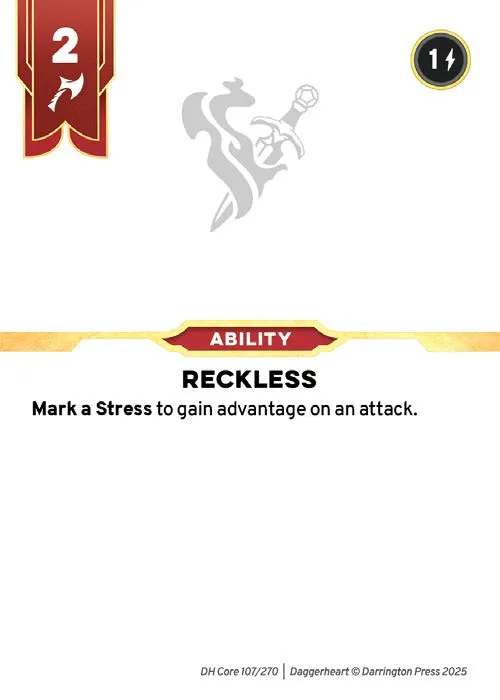 2
1
ABILITY
RECKLESS
Mark a Stress to gain advantage on an attack.
DH Core 107/270 | Daggerheart © Darrington Press 2025